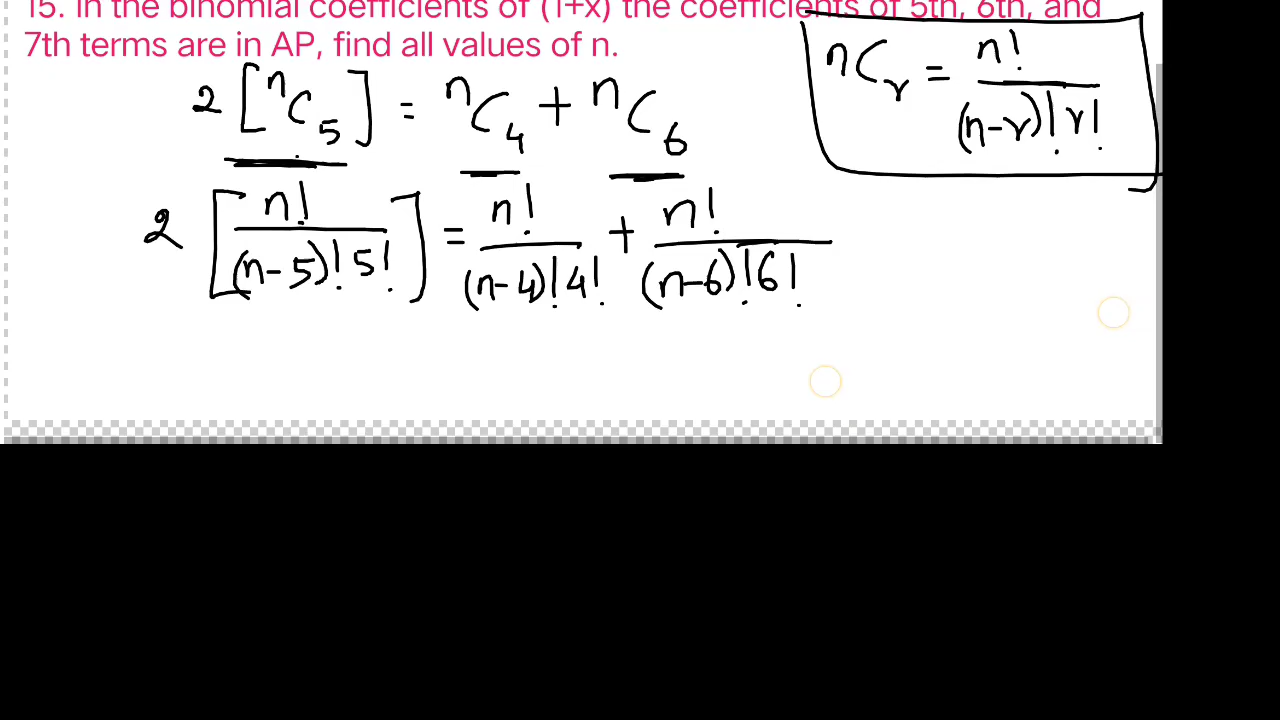 15. In the binomial coefficients of (1+x) the coefficients of 5th, 6th, and
7th terms are in AP, find all values of n.
nCr = n! / (n-r)! r!
2 [nC5] = nC4 + nC6
2 [n! / (n-5)! 5!] = n! / (n-4)! 4! + n! / (n-6)! 6!